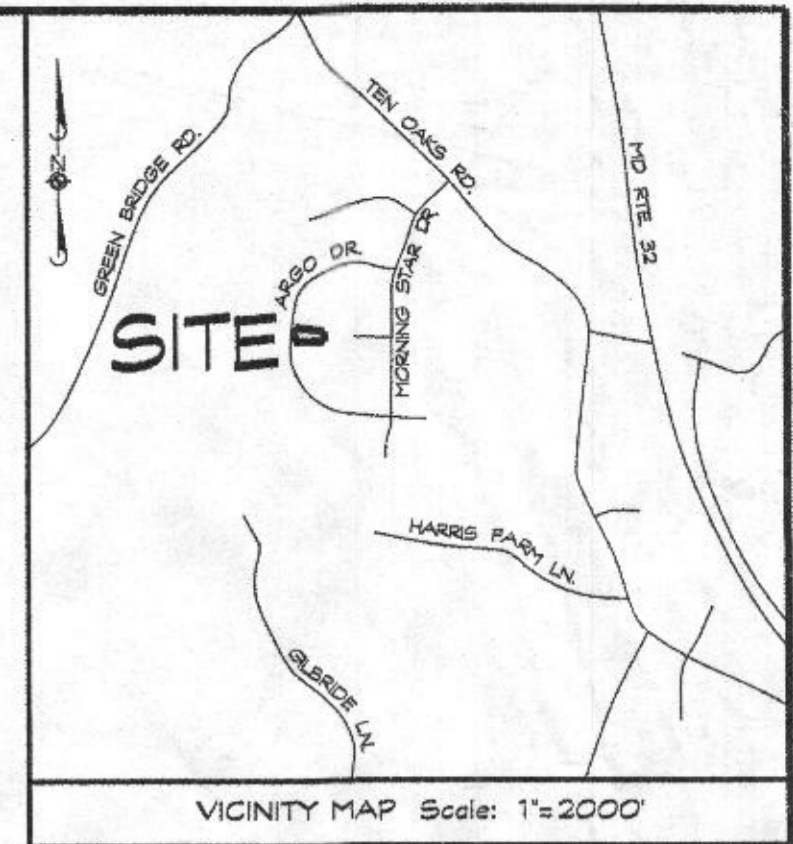 TEN OAKS RD.
GREEN BRIDGE RD.
MD RTE 32
N
ARGO DR.
MORNING STAR DR
SITE
HARRIS FARM LN.
GILBRIDE LN.
VICINITY MAP Scale: 1"=2000'